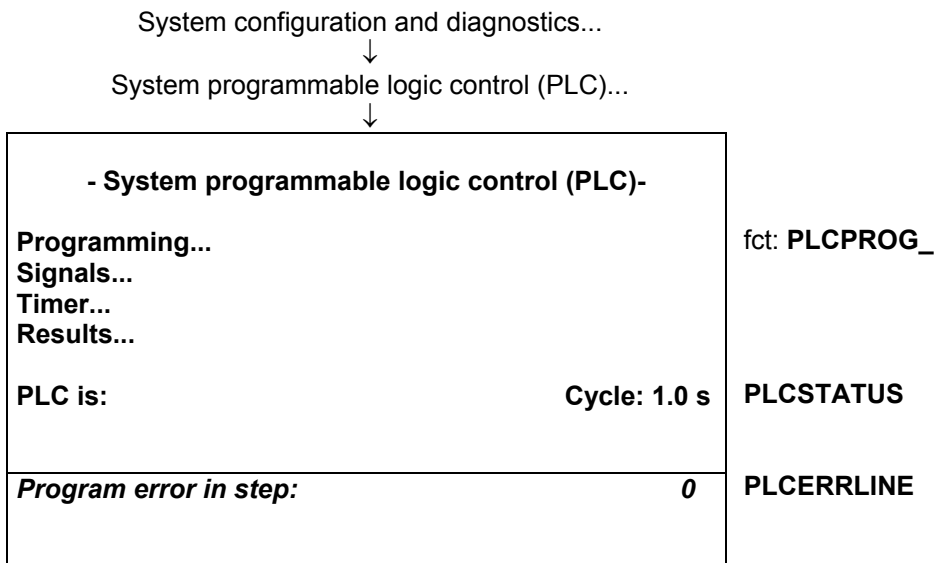 System configuration and diagnostics...
↓
System programmable logic control (PLC)...
↓
- System programmable logic control (PLC)-
Programming... fct: PLCPROG_
Signals...
Timer...
Results...
PLC is: Cycle: 1.0 s PLCSTATUS
Program error in step: 0 PLCERRLINE